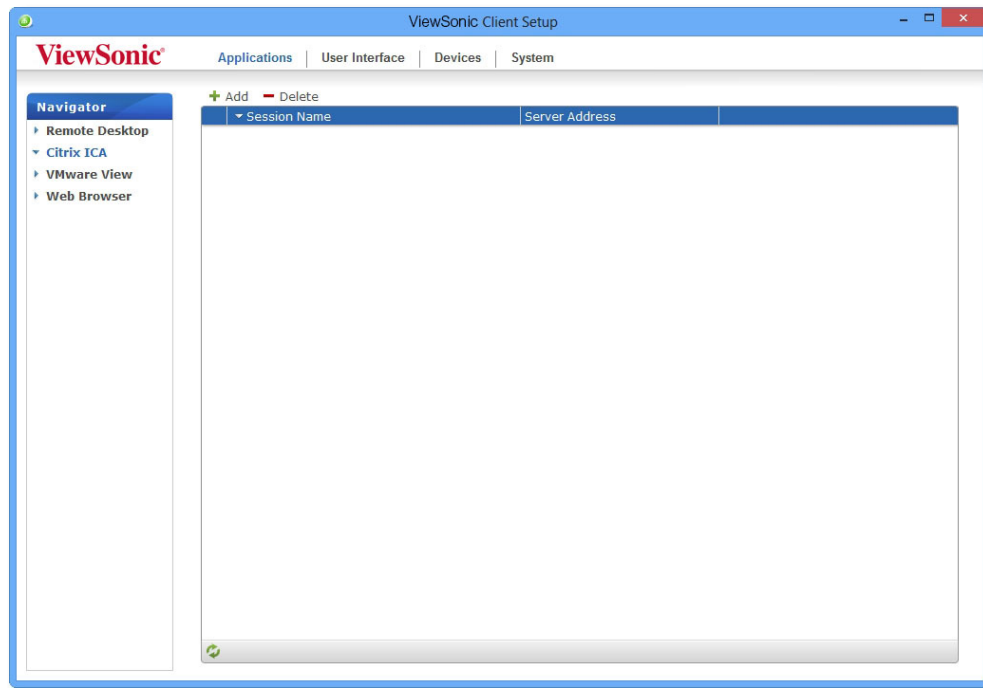 ViewSonic Client Setup
ViewSonic®
Applications | User Interface | Devices | System
Navigator
Remote Desktop
Citrix ICA
VMware View
Web Browser
Add Delete
Session Name Server Address